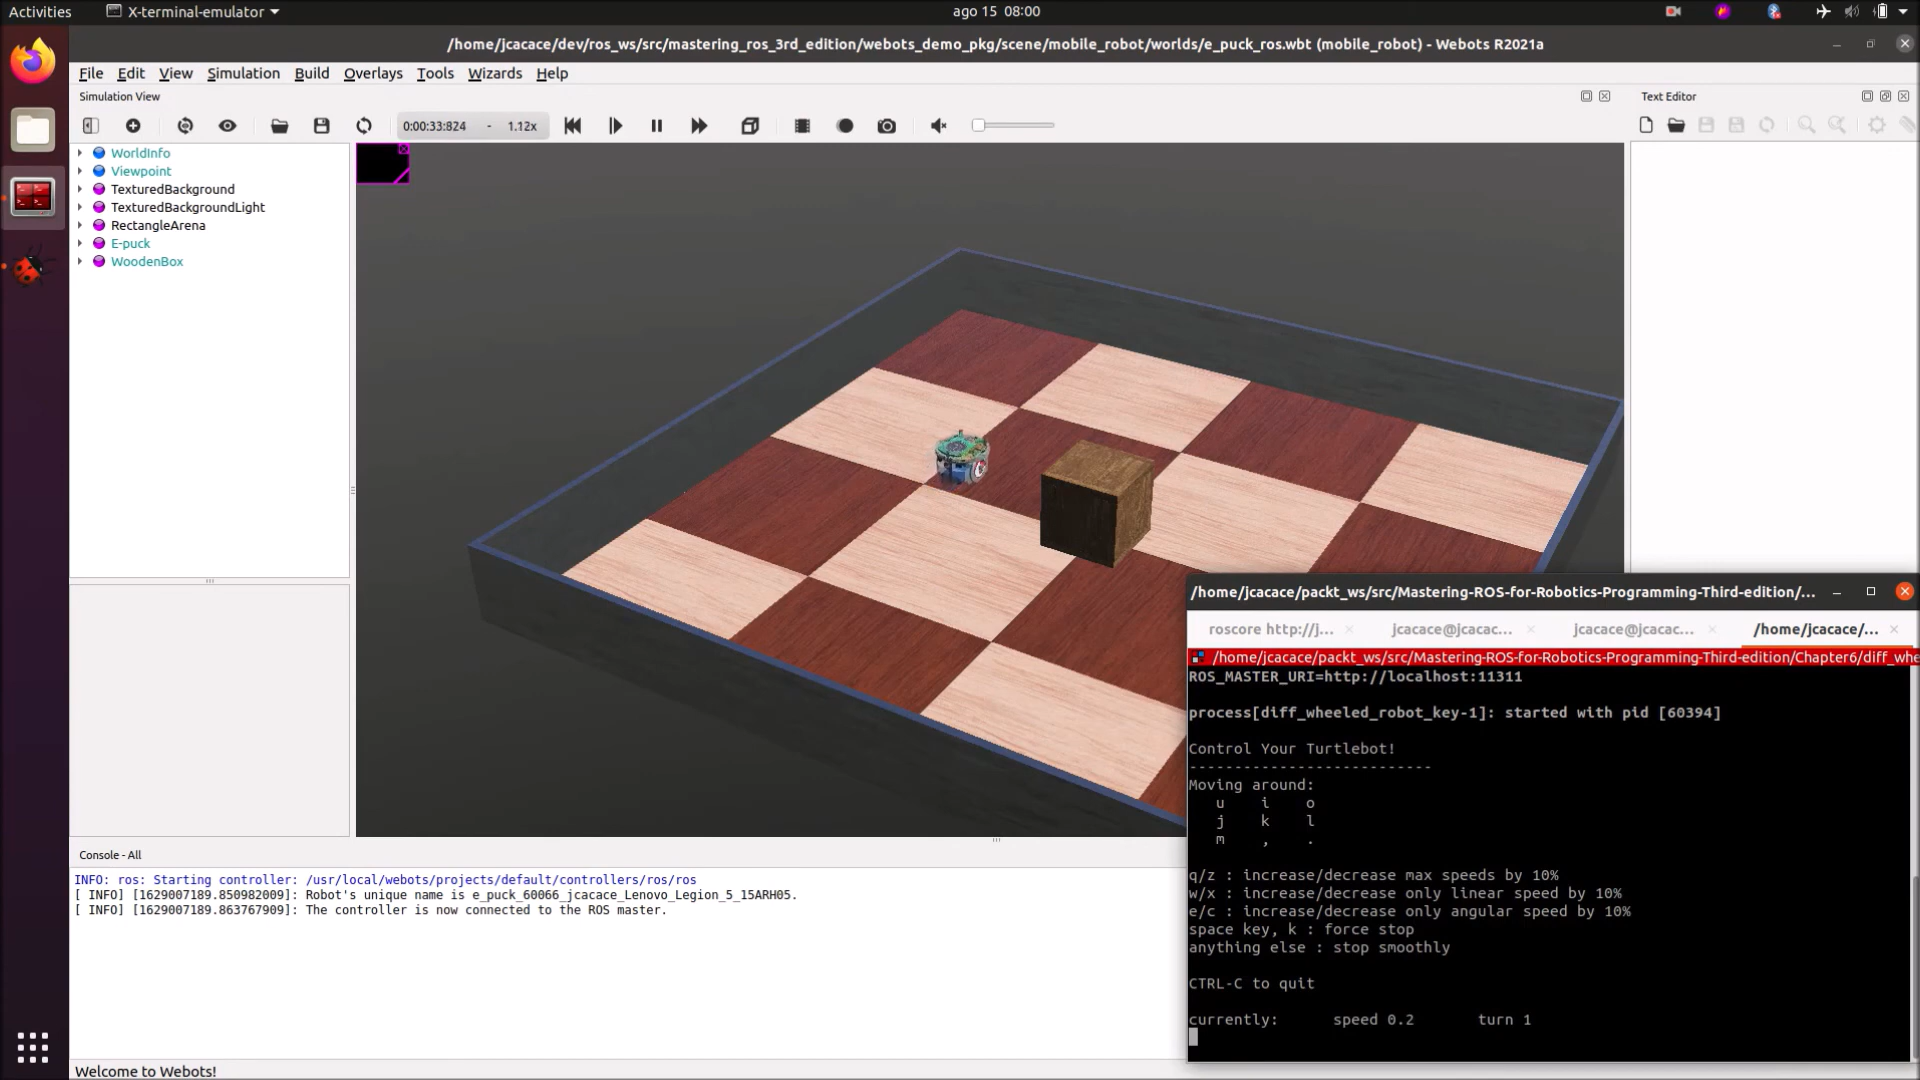 Activities
X-terminal-emulator
ago 15 08:00
/home/jcacace/dev/ros_ws/src/mastering_ros_3rd_edition/webots_demo_pkg/scene/mobile_robot/worlds/e_puck_ros.wbt (mobile_robot) - Webots R2021a
File Edit View Simulation Build Overlays Tools Wizards Help
Simulation View
Text Editor
0:00:33:824 - 1.12x
WorldInfo
Viewpoint
TexturedBackground
TexturedBackgroundLight
RectangleArena
E-puck
WoodenBox
Console - All
INFO: ros: Starting controller: /usr/local/webots/projects/default/controllers/ros/ros
[ INFO] [1629007189.850982009]: Robot's unique name is e_puck_60066_jcacace_Lenovo_Legion_5_15ARH05.
[ INFO] [1629007189.863767909]: The controller is now connected to the ROS master.
Welcome to Webots!
/home/jcacace/packt_ws/src/Mastering-ROS-for-Robotics-Programming-Third-edition/...
roscore http://j... jcacace@jcacac... jcacace@jcacac... /home/jcacace/...
/home/jcacace/packt_ws/src/Mastering-ROS-for-Robotics-Programming-Third-edition/Chapter6/diff_whe
ROS_MASTER_URI=http://localhost:11311
process[diff_wheeled_robot_key-1]: started with pid [60394]
Control Your Turtlebot!
---------------------------
Moving around:
u i o
j k l
m , .
q/z : increase/decrease max speeds by 10%
w/x : increase/decrease only linear speed by 10%
e/c : increase/decrease only angular speed by 10%
space key, k : force stop
anything else : stop smoothly
CTRL-C to quit
currently: speed 0.2 turn 1